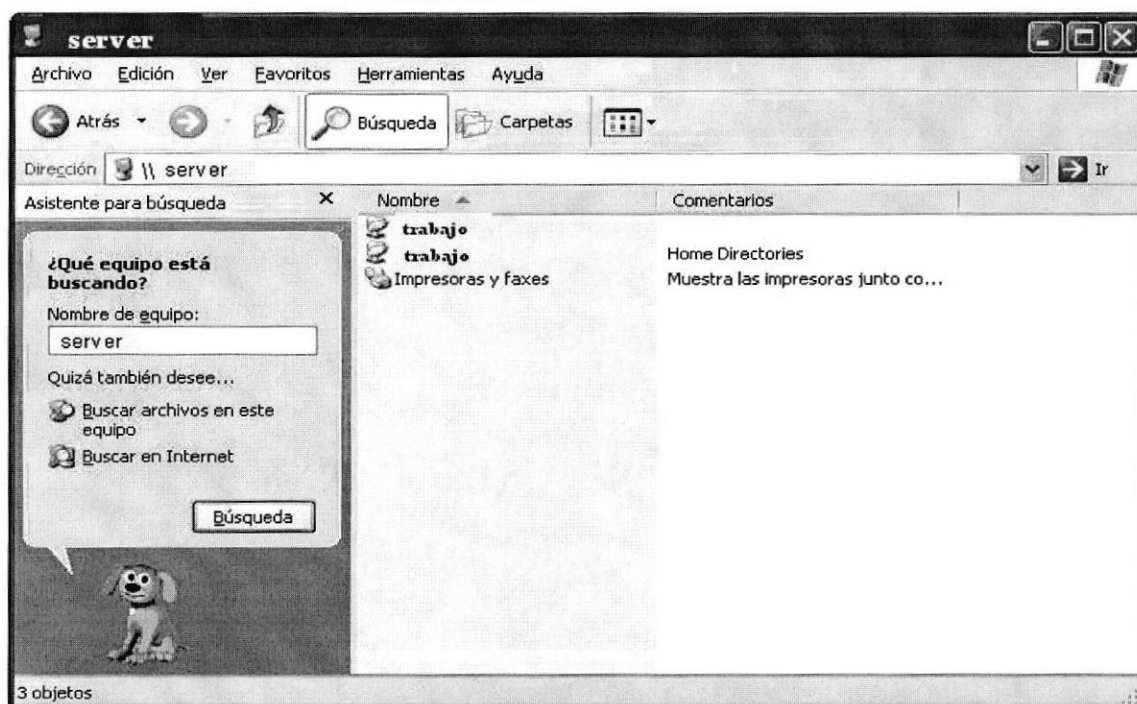 server
Archivo Edición Ver Favoritos Herramientas Ayuda
Atrás Búsqueda Carpetas
Dirección \\ server Ir
Asistente para búsqueda Nombre Comentarios
¿Qué equipo está
buscando?
Nombre de equipo:
server
Quizá también desee...
Buscar archivos en este
equipo
Buscar en Internet
Búsqueda
trabajo
trabajo Home Directories
Impresoras y faxes Muestra las impresoras junto co...
3 objetos